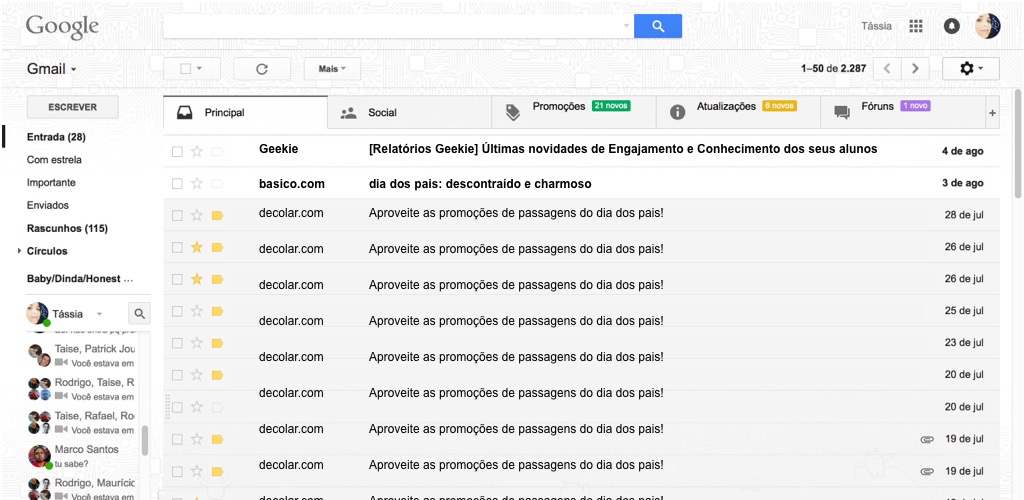 Google
Tássia
Gmail
Mais
1–50 de 2.287
ESCREVER
Principal
Social
Promoções 21 novos
Atualizações 6 novos
Fóruns 1 novo
+
Entrada (28)
Com estrela
Importante
Enviados
Rascunhos (115)
Círculos
Baby/Dinda/Honest ...
Geekie [Relatórios Geekie] Últimas novidades de Engajamento e Conhecimento dos seus alunos 4 de ago
basico.com dia dos pais: descontraído e charmoso 3 de ago
decolar.com Aproveite as promoções de passagens do dia dos pais! 28 de jul
decolar.com Aproveite as promoções de passagens do dia dos pais! 26 de jul
decolar.com Aproveite as promoções de passagens do dia dos pais! 26 de jul
decolar.com Aproveite as promoções de passagens do dia dos pais! 25 de jul
decolar.com Aproveite as promoções de passagens do dia dos pais! 23 de jul
decolar.com Aproveite as promoções de passagens do dia dos pais! 20 de jul
decolar.com Aproveite as promoções de passagens do dia dos pais! 20 de jul
decolar.com Aproveite as promoções de passagens do dia dos pais! 19 de jul
decolar.com Aproveite as promoções de passagens do dia dos pais! 19 de jul
Tássia
Taise, Patrick Jou
Você estava em
Rodrigo, Taise, R
Você estava em
Taise, Rafael, Ro
Você estava em
Marco Santos
tu sabe?
Rodrigo, Mauríci
Você estava em